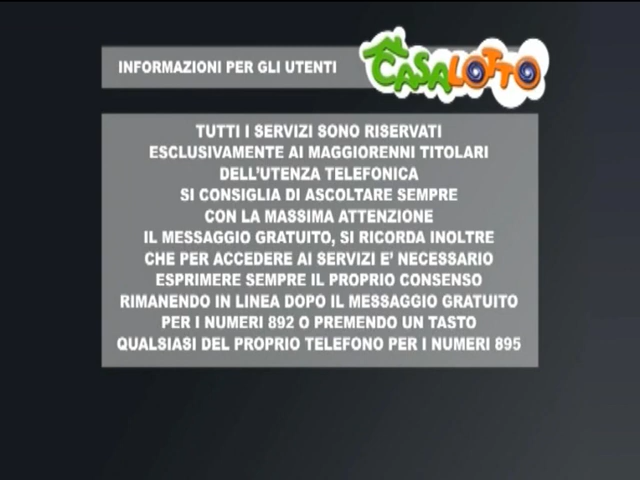 INFORMAZIONI PER GLI UTENTI
CASALOTTO
TUTTI I SERVIZI SONO RISERVATI
ESCLUSIVAMENTE AI MAGGIORENNI TITOLARI
DELL'UTENZA TELEFONICA
SI CONSIGLIA DI ASCOLTARE SEMPRE
CON LA MASSIMA ATTENZIONE
IL MESSAGGIO GRATUITO, SI RICORDA INOLTRE
CHE PER ACCEDERE AI SERVIZI E' NECESSARIO
ESPRIMERE SEMPRE IL PROPRIO CONSENSO
RIMANENDO IN LINEA DOPO IL MESSAGGIO GRATUITO
PER I NUMERI 892 O PREMENDO UN TASTO
QUALSIASI DEL PROPRIO TELEFONO PER I NUMERI 895